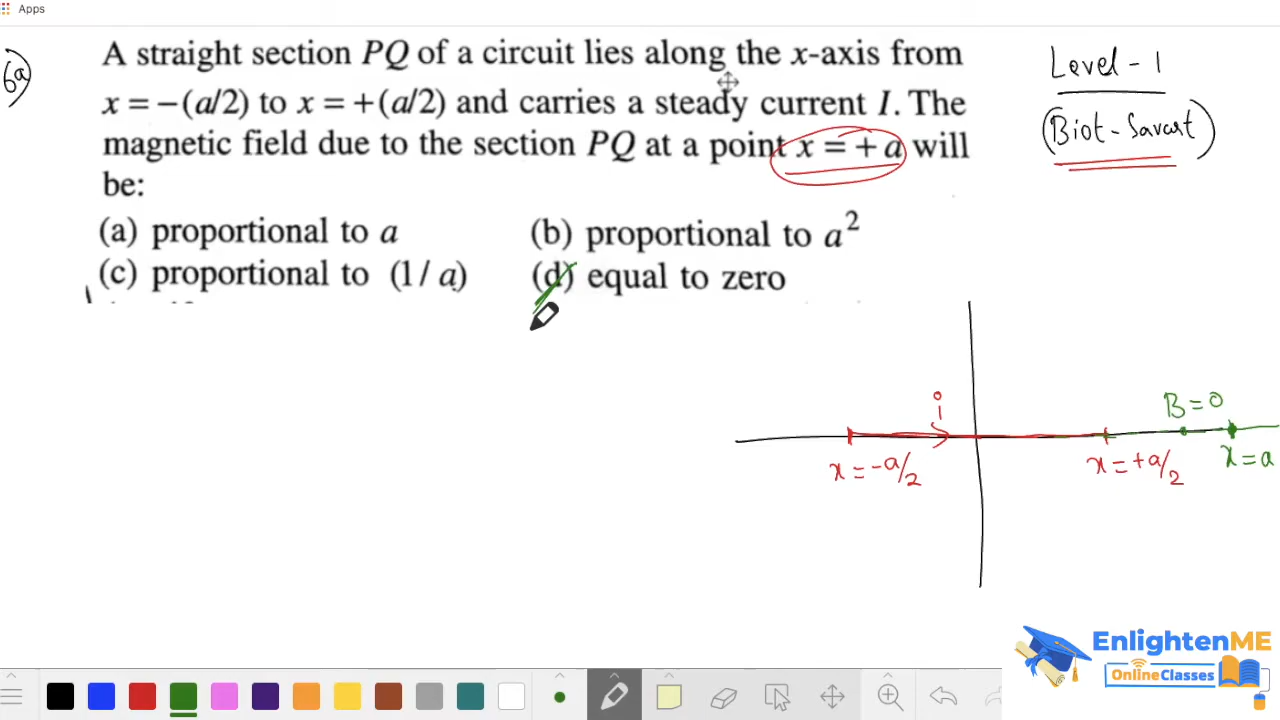 Apps
6a)
A straight section PQ of a circuit lies along the x-axis from
x = −(a/2) to x = +(a/2) and carries a steady current I. The
magnetic field due to the section PQ at a point x = + a will
be:
(a) proportional to a
(b) proportional to a²
(c) proportional to (1/a)
(d) equal to zero
Level - 1
(Biot-Savart)
i
B = 0
x = -a/2
x = +a/2
x = a
EnlightenME
OnlineClasses